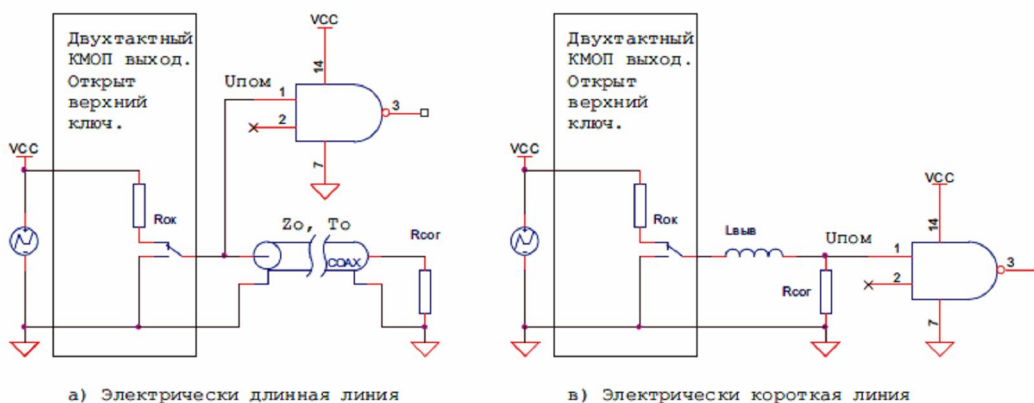 Двухтактный
КМОП выход.
Открыт
верхний
ключ.
VCC
Rок
Uпом
VCC
14
1
2
3
7
Zo, To
COAX
Rсог
а) Электрически длинная линия
Двухтактный
КМОП выход.
Открыт
верхний
ключ.
VCC
Rок
Lвыв
Uпом
Rсог
VCC
14
1
2
3
7
в) Электрически короткая линия